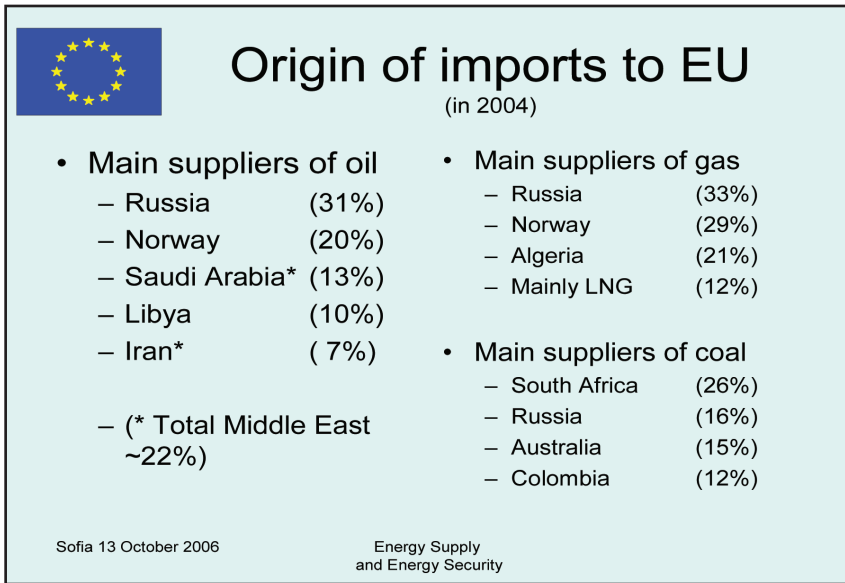 Origin of imports to EU
(in 2004)
• Main suppliers of oil
– Russia (31%)
– Norway (20%)
– Saudi Arabia* (13%)
– Libya (10%)
– Iran* ( 7%)
– (* Total Middle East
~22%)
• Main suppliers of gas
– Russia (33%)
– Norway (29%)
– Algeria (21%)
– Mainly LNG (12%)
• Main suppliers of coal
– South Africa (26%)
– Russia (16%)
– Australia (15%)
– Colombia (12%)
Sofia 13 October 2006
Energy Supply
and Energy Security